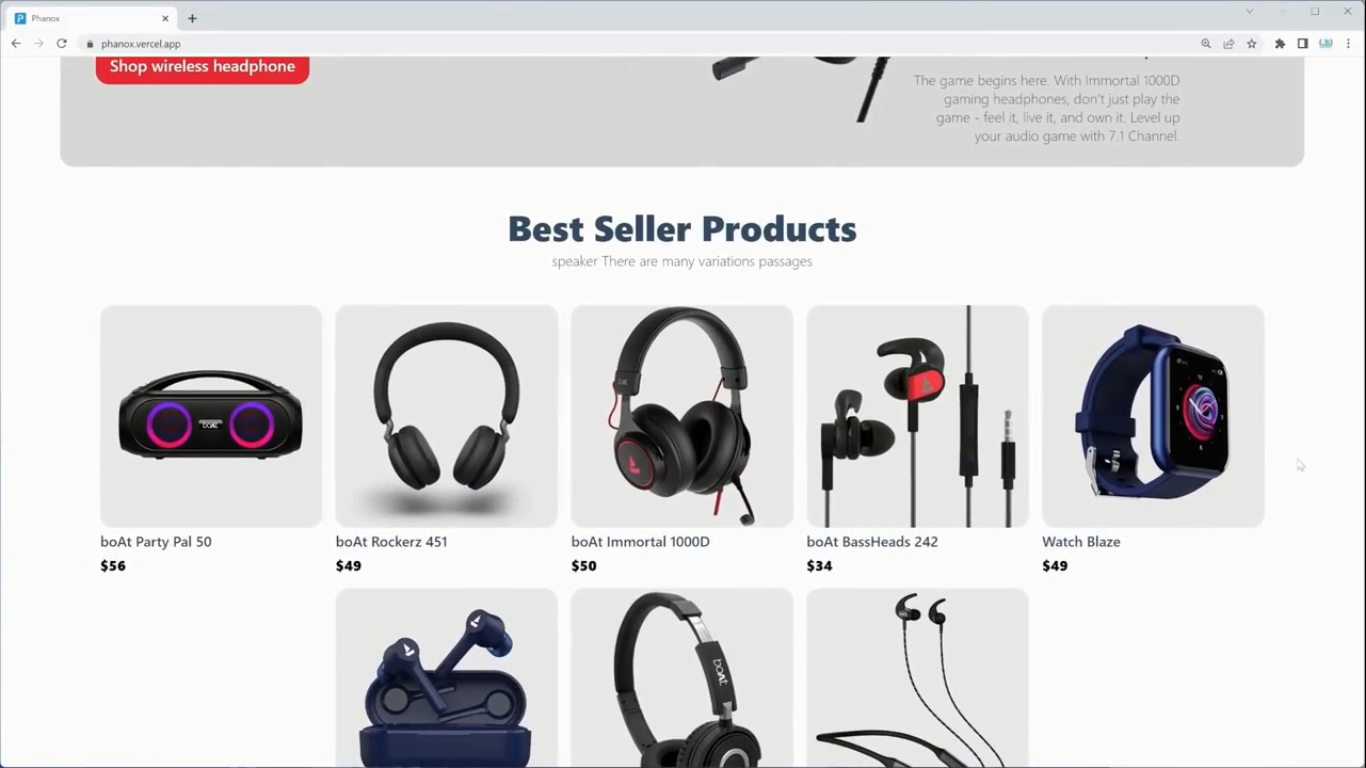 Phanox
phanox.vercel.app
Shop wireless headphone
The game begins here. With Immortal 1000D
gaming headphones, don't just play the
game - feel it, live it, and own it. Level up
your audio game with 7.1 Channel.
Best Seller Products
speaker There are many variations passages
boAt
boAt Party Pal 50
$56
boAt Rockerz 451
$49
boAt Immortal 1000D
$50
boAt BassHeads 242
$34
Watch Blaze
$49
boAt